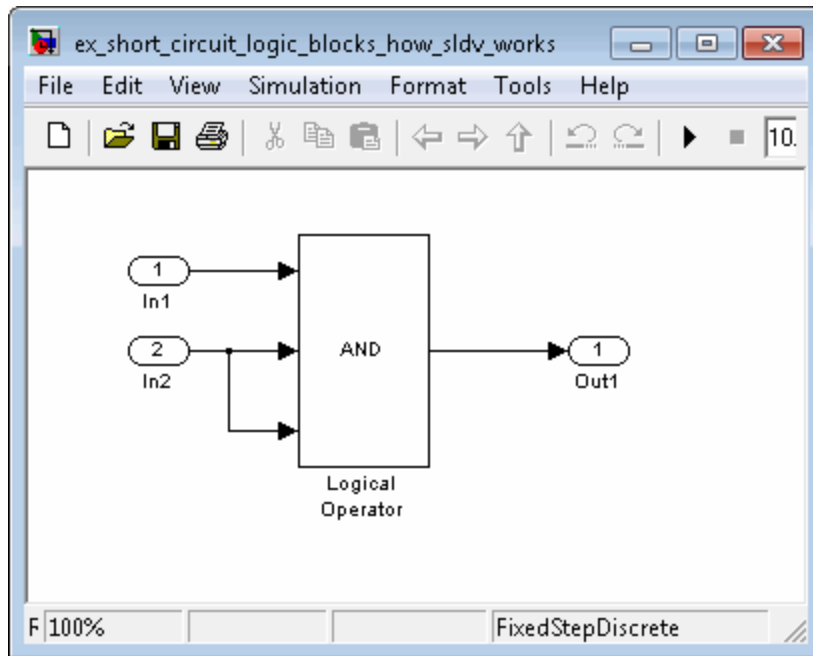 ex_short_circuit_logic_blocks_how_sldv_works
File Edit View Simulation Format Tools Help
10.
1
In1
2
In2
AND
1
Out1
Logical
Operator
F 100% FixedStepDiscrete